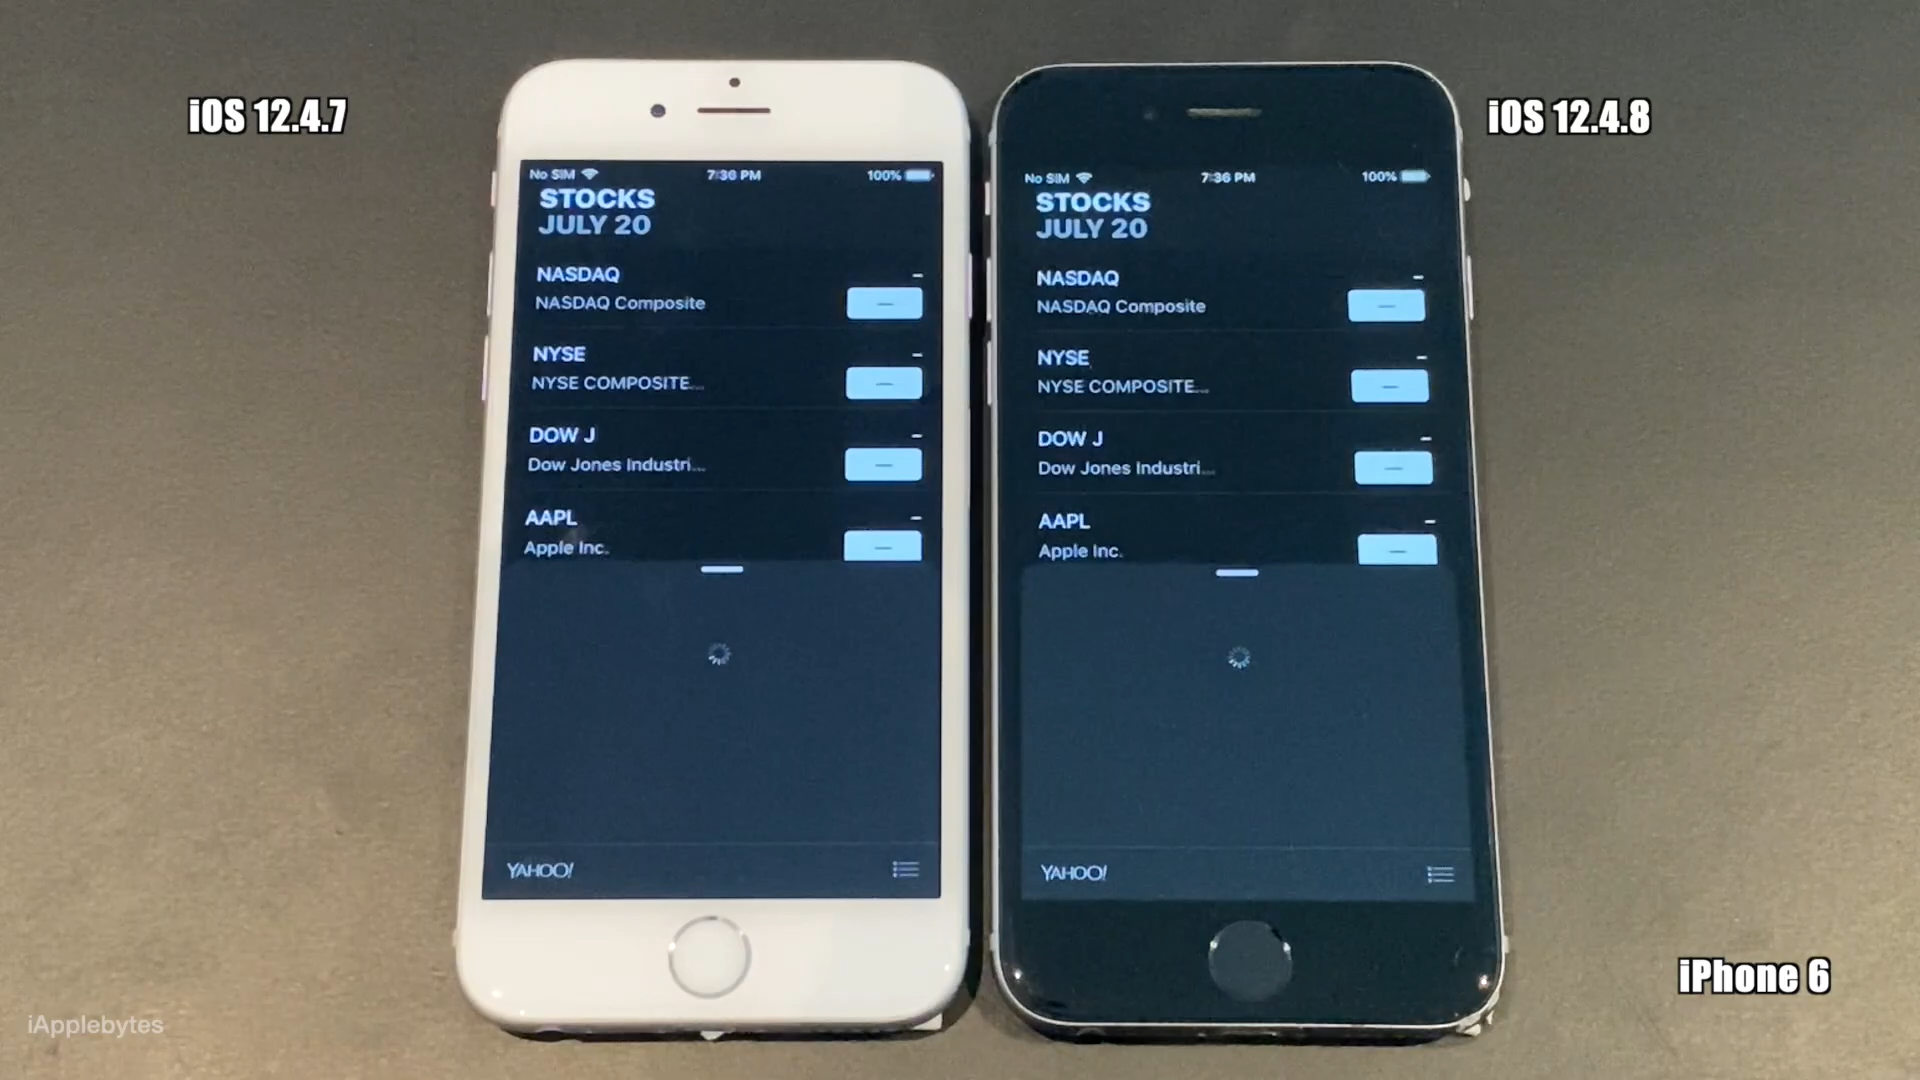 iOS 12.4.7
iOS 12.4.8
No SIM 7:36 PM 100%
STOCKS
JULY 20
NASDAQ
NASDAQ Composite
NYSE
NYSE COMPOSITE...
DOW J
Dow Jones Industri...
AAPL
Apple Inc.
YAHOO!
No SIM 7:36 PM 100%
STOCKS
JULY 20
NASDAQ
NASDAQ Composite
NYSE
NYSE COMPOSITE...
DOW J
Dow Jones Industri...
AAPL
Apple Inc.
YAHOO!
iPhone 6
iApplebytes